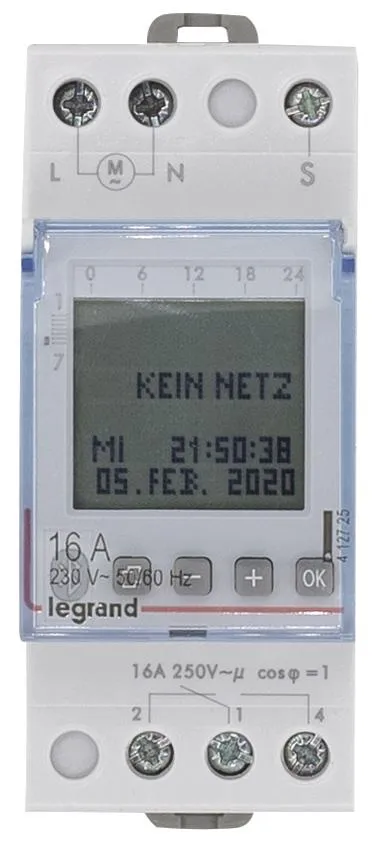 L M ~ N S
0 6 12 18 24
1
7
KEIN NETZ
MI 21:50:38
05.FEB. 2020
16 A
230 V~ 50/60 Hz
- + OK
4 127 25
legrand
16A 250V~µ cosφ = 1
2 1 4